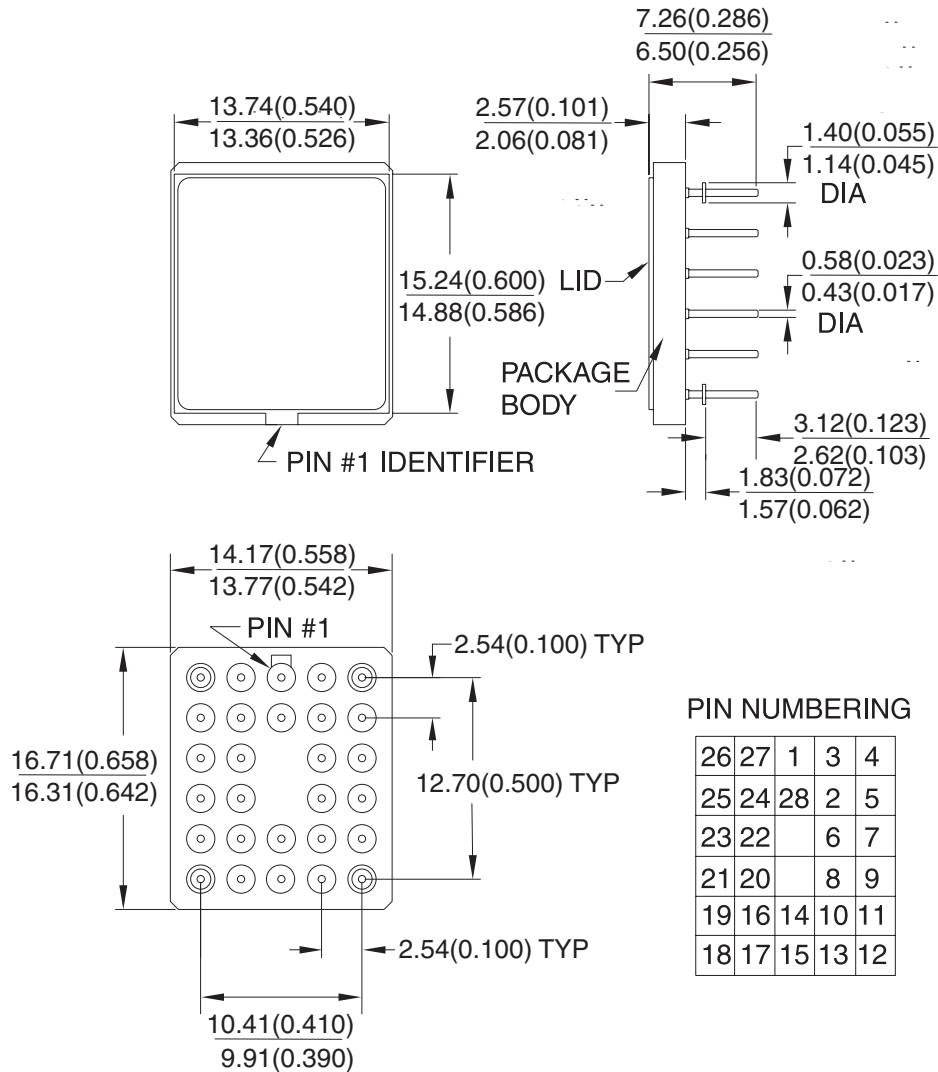 7.26(0.286)
6.50(0.256)
13.74(0.540)
13.36(0.526)
2.57(0.101)
2.06(0.081)
1.40(0.055)
1.14(0.045)
DIA
15.24(0.600)
14.88(0.586)
LID
0.58(0.023)
0.43(0.017)
DIA
PACKAGE
BODY
3.12(0.123)
2.62(0.103)
PIN #1 IDENTIFIER
1.83(0.072)
1.57(0.062)
14.17(0.558)
13.77(0.542)
PIN #1
2.54(0.100) TYP
16.71(0.658)
16.31(0.642)
12.70(0.500) TYP
2.54(0.100) TYP
10.41(0.410)
9.91(0.390)
PIN NUMBERING
26 27 1 3 4
25 24 28 2 5
23 22 6 7
21 20 8 9
19 16 14 10 11
18 17 15 13 12